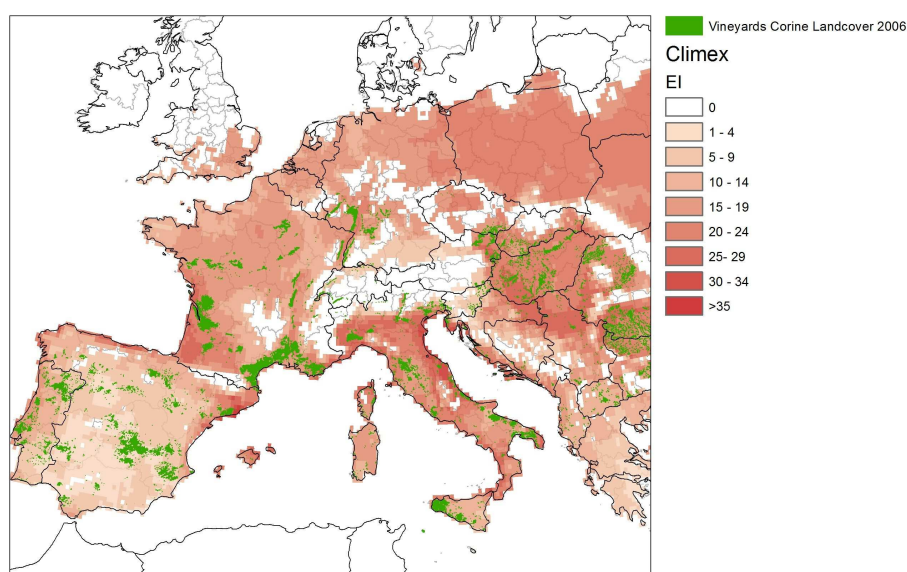 Vineyards Corine Landcover 2006
Climex
EI
0
1 - 4
5 - 9
10 - 14
15 - 19
20 - 24
25- 29
30 - 34
>35